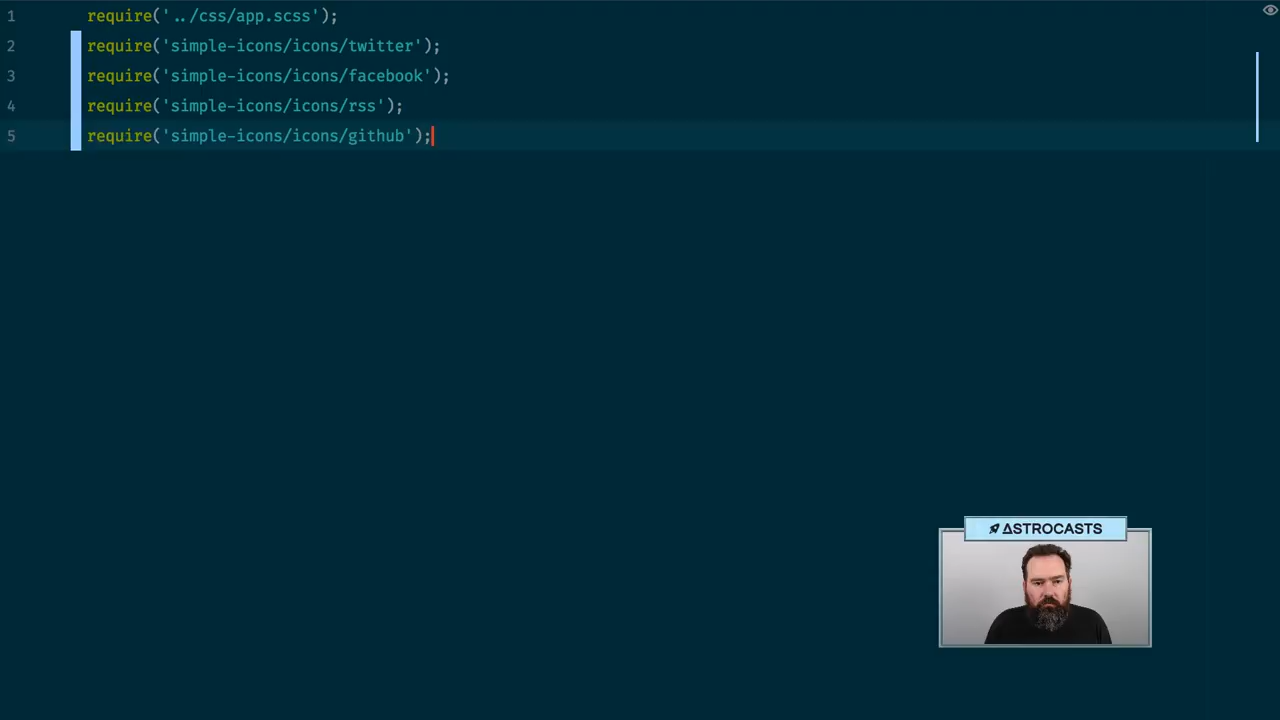 1 require('../css/app.scss');
2 require('simple-icons/icons/twitter');
3 require('simple-icons/icons/facebook');
4 require('simple-icons/icons/rss');
5 require('simple-icons/icons/github');
ΔSTROCASTS